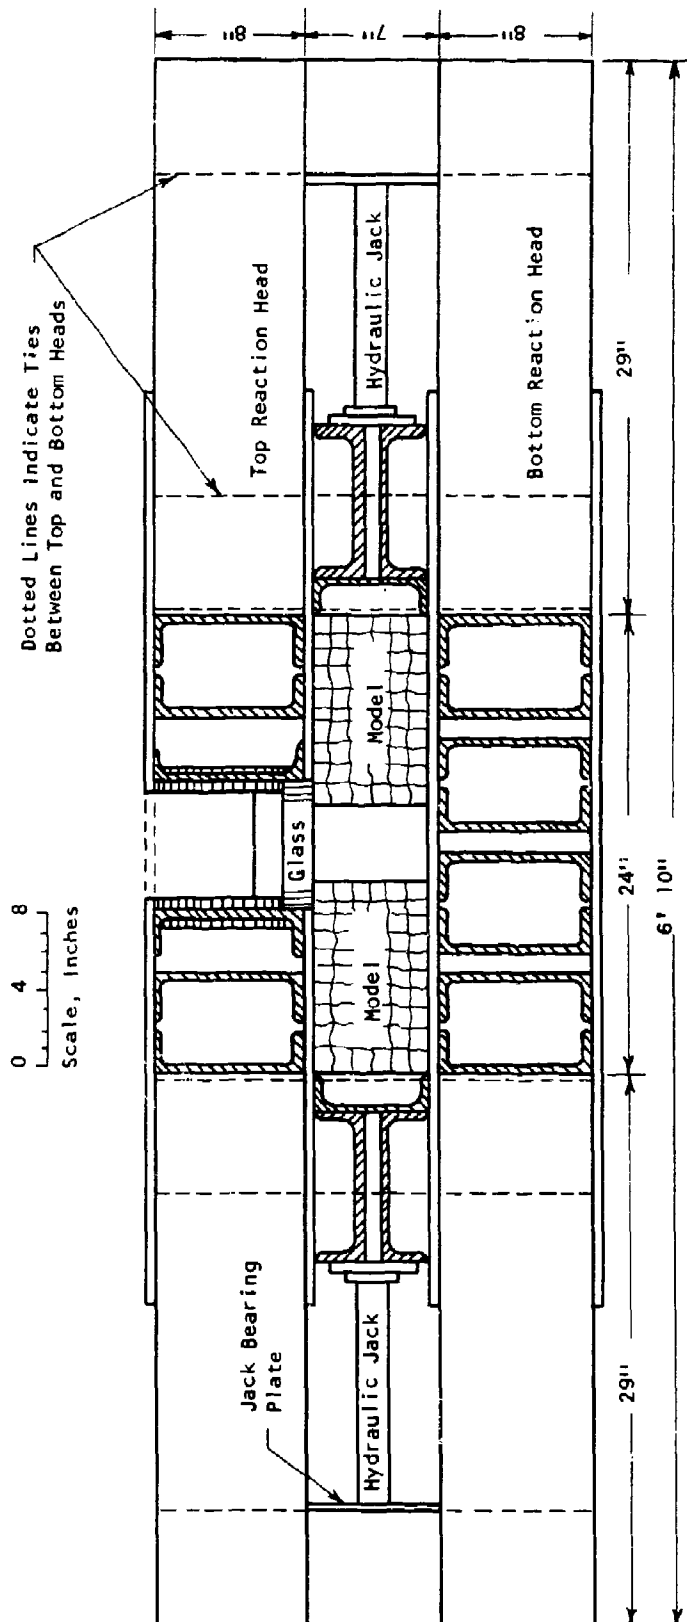 Dotted Lines Indicate Ties
Between Top and Bottom Heads
0 4 8
Scale, Inches
Jack Bearing
Plate
Top Reaction Head
Glass
8"
Hydraulic Jack
Model
Model
Hydraulic Jack
7"
Bottom Reaction Head
8"
29"
24"
29"
6' 10"